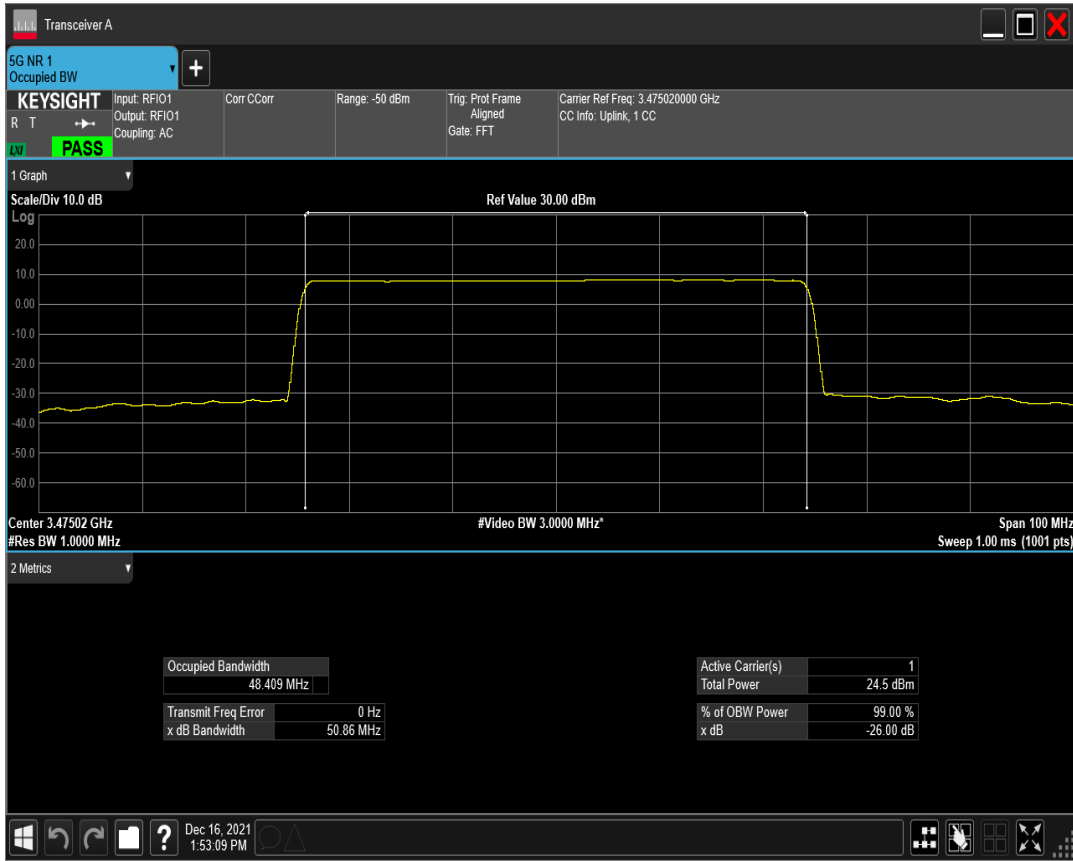 Transceiver A
5G NR 1
Occupied BW
KEYSIGHT
R T
LXI
PASS
Input: RFIO1
Output: RFIO1
Coupling: AC
Corr CCorr
Range: -50 dBm
Trig: Prot Frame
Aligned
Gate: FFT
Carrier Ref Freq: 3.475020000 GHz
CC Info: Uplink, 1 CC
1 Graph
Scale/Div 10.0 dB
Ref Value 30.00 dBm
Log
20.0
10.0
0.00
-10.0
-20.0
-30.0
-40.0
-50.0
-60.0
Center 3.47502 GHz
#Video BW 3.0000 MHz*
Span 100 MHz
#Res BW 1.0000 MHz
Sweep 1.00 ms (1001 pts)
2 Metrics
Occupied Bandwidth
48.409 MHz
Transmit Freq Error 0 Hz
x dB Bandwidth 50.86 MHz
Active Carrier(s) 1
Total Power 24.5 dBm
% of OBW Power 99.00 %
x dB -26.00 dB
?
Dec 16, 2021
1:53:09 PM